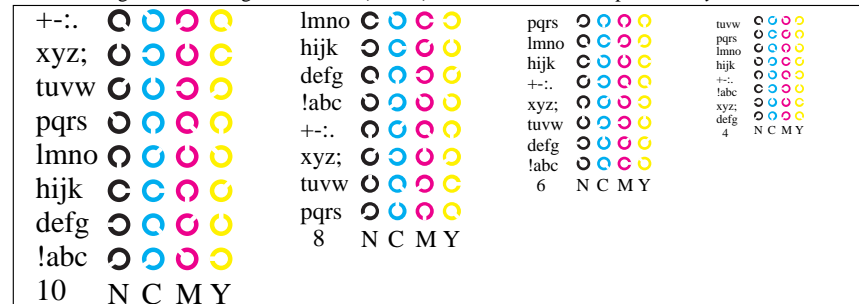 +-:.
xyz;
tuvw
pqrs
lmno
hijk
defg
!abc
10 N C M Y
lmno
hijk
defg
!abc
+-:.
xyz;
tuvw
pqrs
8 N C M Y
pqrs
lmno
hijk
+-:.
xyz;
tuvw
defg
!abc
6 N C M Y
tuvw
pqrs
lmno
hijk
+-:.
!abc
xyz;
defg
4 N C M Y